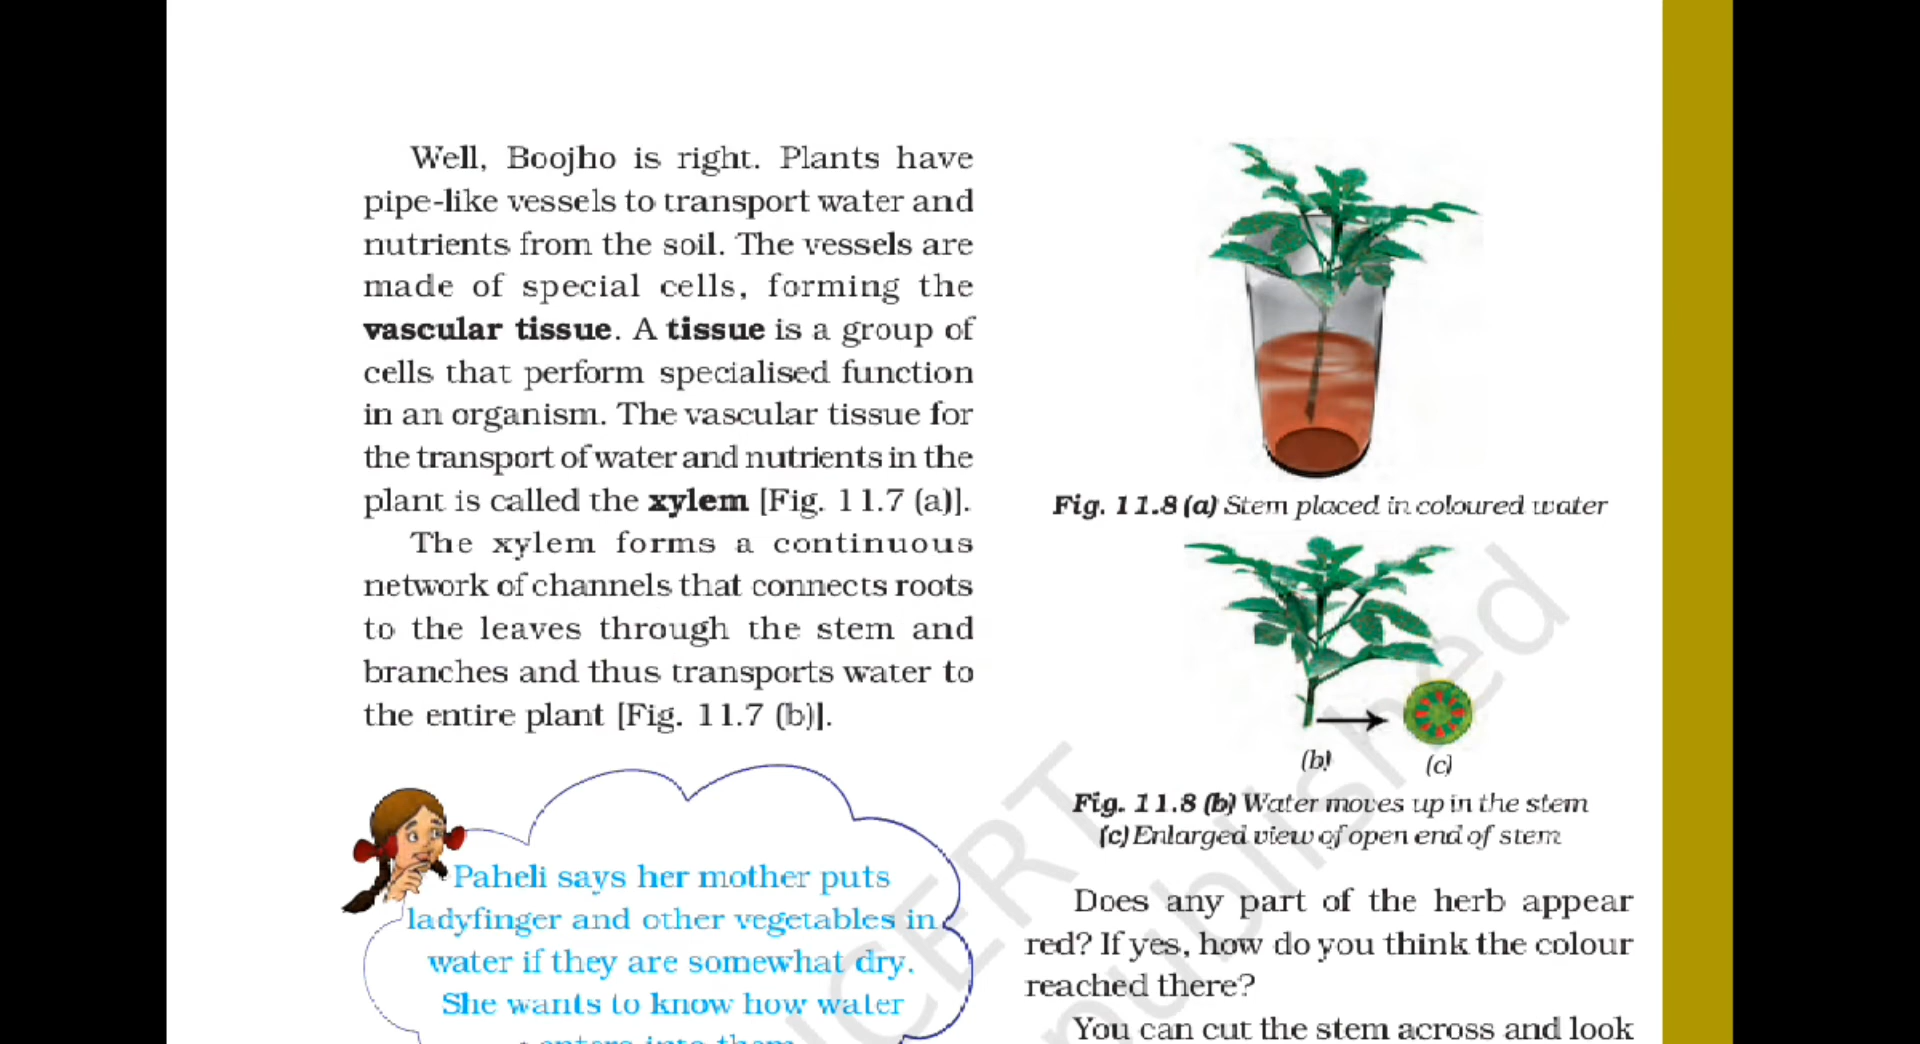 Well, Boojho is right. Plants have
pipe-like vessels to transport water and
nutrients from the soil. The vessels are
made of special cells, forming the
vascular tissue. A tissue is a group of
cells that perform specialised function
in an organism. The vascular tissue for
the transport of water and nutrients in the
plant is called the xylem [Fig. 11.7 (a)].
The xylem forms a continuous
network of channels that connects roots
to the leaves through the stem and
branches and thus transports water to
the entire plant [Fig. 11.7 (b)].
Paheli says her mother puts
ladyfinger and other vegetables in
water if they are somewhat dry.
She wants to know how water
enters into them.
Fig. 11.8 (a) Stem placed in coloured water
(b)
(c)
Fig. 11.8 (b) Water moves up in the stem
(c) Enlarged view of open end of stem
Does any part of the herb appear
red? If yes, how do you think the colour
reached there?
You can cut the stem across and look
NCERT
published